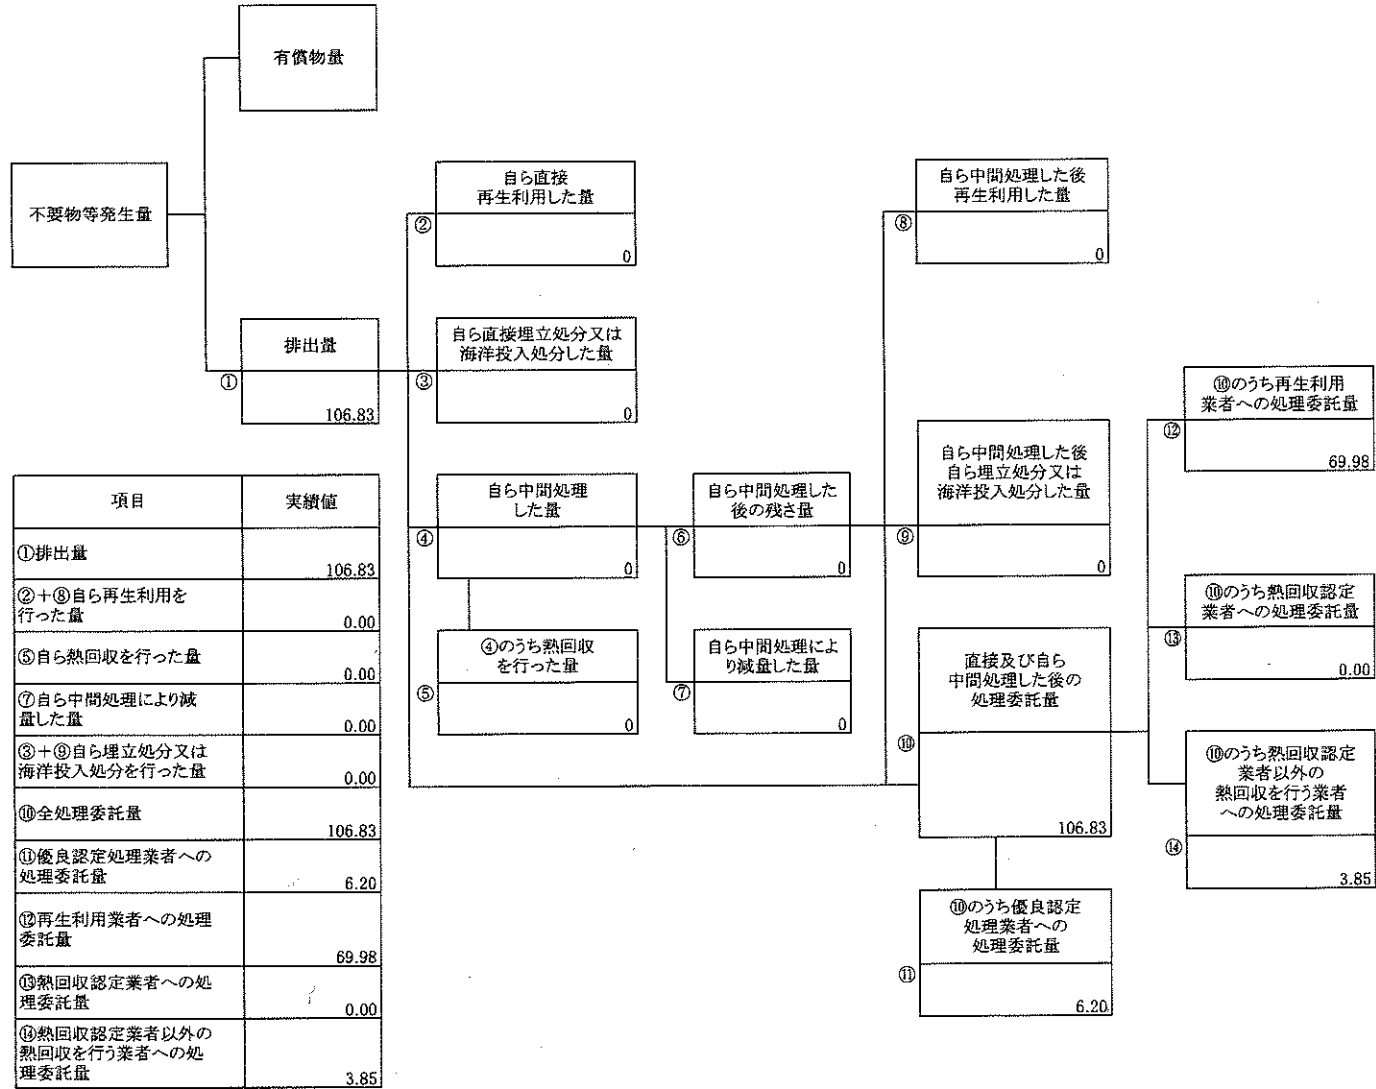 有償物量
不要物等発生量
排出量
①
106.83
自ら直接
再生利用した量
②
0
自ら直接埋立処分又は
海洋投入処分した量
③
0
自ら中間処理
した量
④
0
④のうち熱回収
を行った量
⑤
0
自ら中間処理した
後の残さ量
⑥
0
自ら中間処理によ
り減量した量
⑦
0
自ら中間処理した後
再生利用した量
⑧
0
自ら中間処理した後
自ら埋立処分又は
海洋投入処分した量
⑨
0
直接及び自ら
中間処理した後の
処理委託量
⑩
106.83
⑩のうち優良認定
処理業者への
処理委託量
⑪
6.20
⑩のうち再生利用
業者への処理委託量
⑫
69.98
⑩のうち熱回収認定
業者への処理委託量
⑬
0.00
⑩のうち熱回収認定
業者以外の
熱回収を行う業者
への処理委託量
⑭
3.85
項目 実績値
①排出量
106.83
②+⑧自ら再生利用を
行った量
0.00
⑤自ら熱回収を行った量
0.00
⑦自ら中間処理により減
量した量
0.00
③+⑨自ら埋立処分又は
海洋投入処分を行った量
0.00
⑩全処理委託量
106.83
⑪優良認定処理業者への
処理委託量
6.20
⑫再生利用業者への処理
委託量
69.98
⑬熱回収認定業者への処
理委託量
0.00
⑭熱回収認定業者以外の
熱回収を行う業者への処
理委託量
3.85